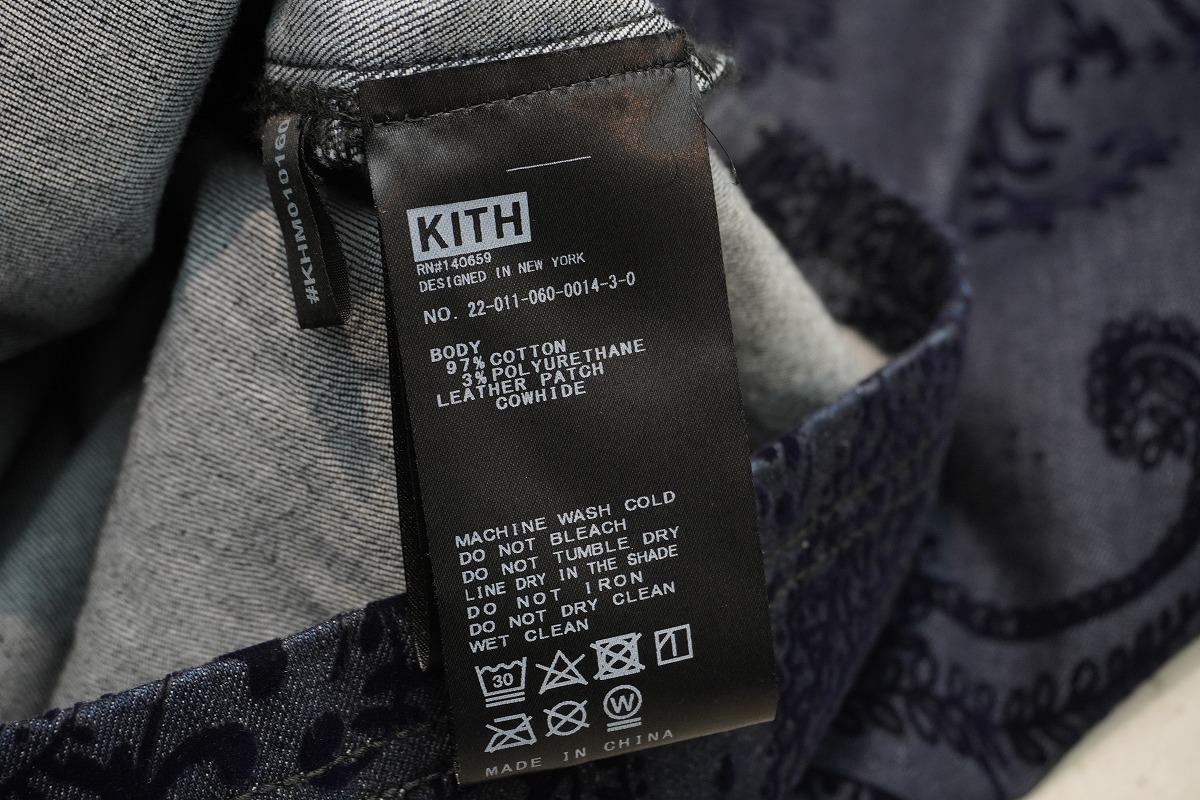 #KHM010160
KITH
RN#140659
DESIGNED IN NEW YORK
NO. 22-011-060-0014-3-0
BODY
97% COTTON
3% POLYURETHANE
LEATHER PATCH
COWHIDE
MACHINE WASH COLD
DO NOT BLEACH
DO NOT TUMBLE DRY
LINE DRY IN THE SHADE
DO NOT IRON
DO NOT DRY CLEAN
WET CLEAN
30
W
MADE IN CHINA